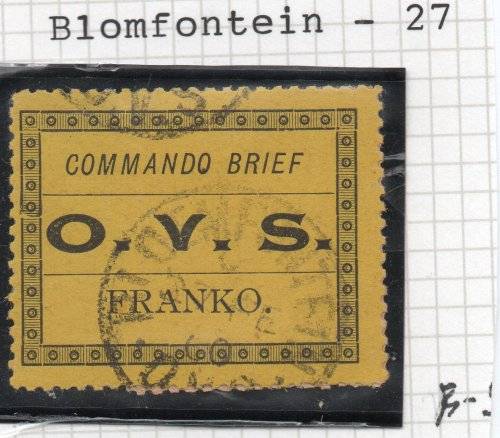 Blomfontein - 27
COMMANDO BRIEF
O.V.S.
FRANKO.